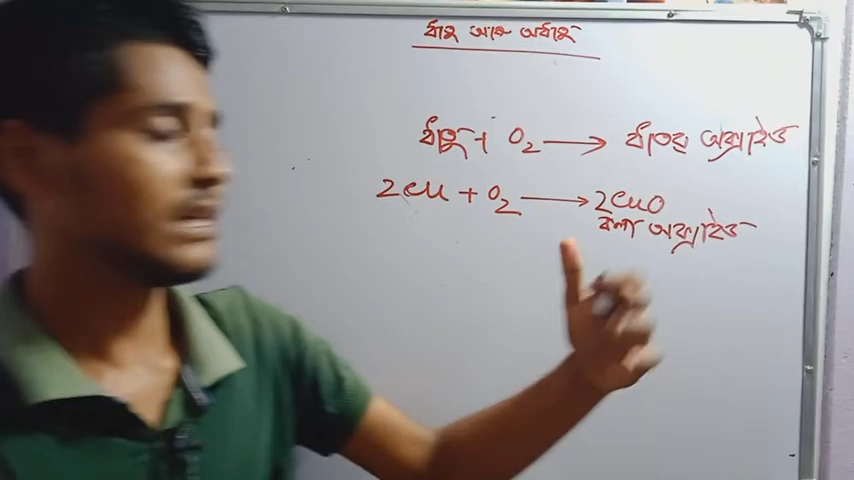 ধাতু আৰু অধাতু
ধাতু + O₂ → ধাতুৰ অক্সাইড
2Cu + O₂ → 2CuO
কলা অক্সাইড